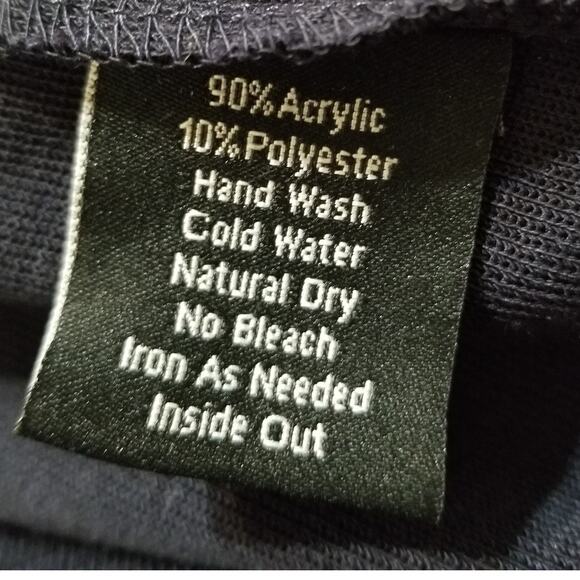 90% Acrylic
10% Polyester
Hand Wash
Cold Water
Natural Dry
No Bleach
Iron As Needed
Inside Out